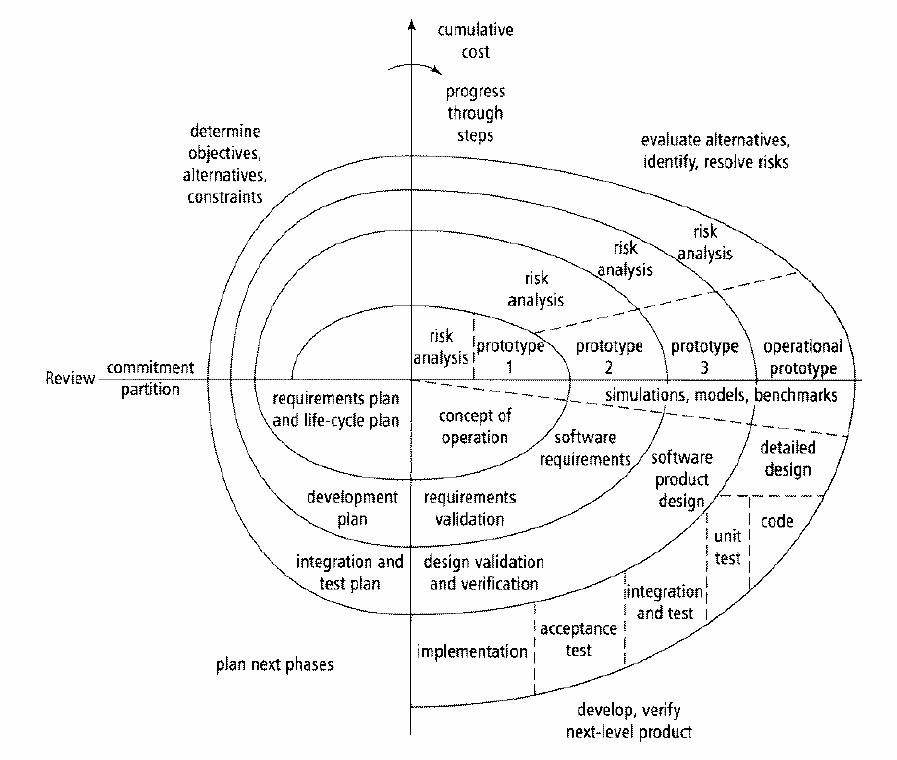 cumulative
cost
progress
through
steps
determine
objectives,
alternatives,
constraints
evaluate alternatives,
identify, resolve risks
risk
analysis
risk
analysis
risk
analysis
risk
analysis
prototype
1
prototype
2
prototype
3
operational
prototype
Review
commitment
partition
simulations, models, benchmarks
requirements plan
and life-cycle plan
concept of
operation
software
requirements
software
product
design
detailed
design
development
plan
requirements
validation
code
unit
test
integration and
test plan
design validation
and verification
integration
and test
acceptance
test
implementation
plan next phases
develop, verify
next-level product